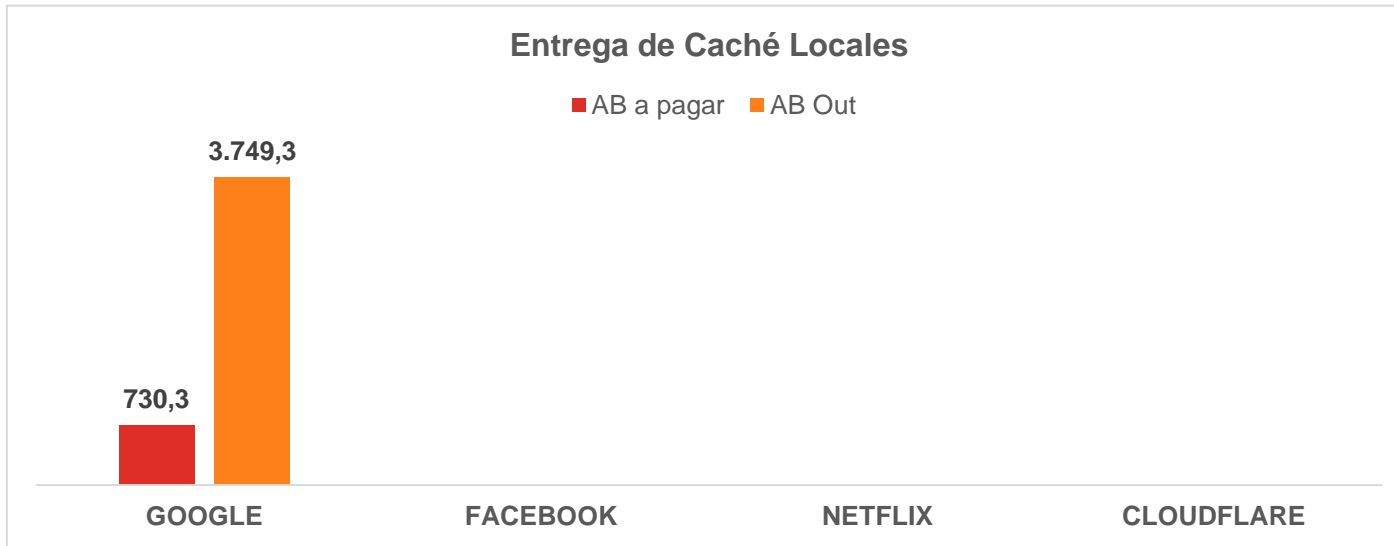 Entrega de Caché Locales
AB a pagar AB Out
3.749,3
730,3
GOOGLE FACEBOOK NETFLIX CLOUDFLARE